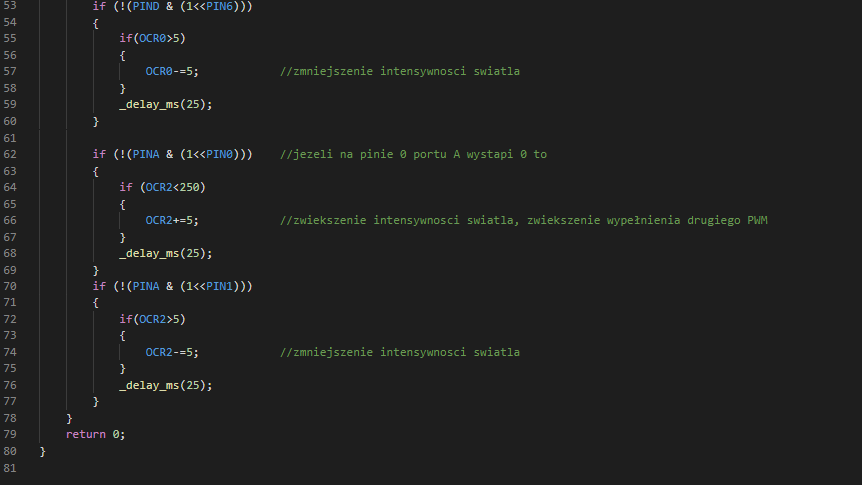 53 if (!(PIND & (1<<PIN6)))
54 {
55 if(OCR0>5)
56 {
57 OCR0-=5; //zmniejszenie intensywnosci swiatla
58 }
59 _delay_ms(25);
60 }
61
62 if (!(PINA & (1<<PIN0))) //jezeli na pinie 0 portu A wystapi 0 to
63 {
64 if (OCR2<250)
65 {
66 OCR2+=5; //zwiekszenie intensywnosci swiatla, zwiekszenie wypełnienia drugiego PWM
67 }
68 _delay_ms(25);
69 }
70 if (!(PINA & (1<<PIN1)))
71 {
72 if(OCR2>5)
73 {
74 OCR2-=5; //zmniejszenie intensywnosci swiatla
75 }
76 _delay_ms(25);
77 }
78 }
79 return 0;
80 }
81